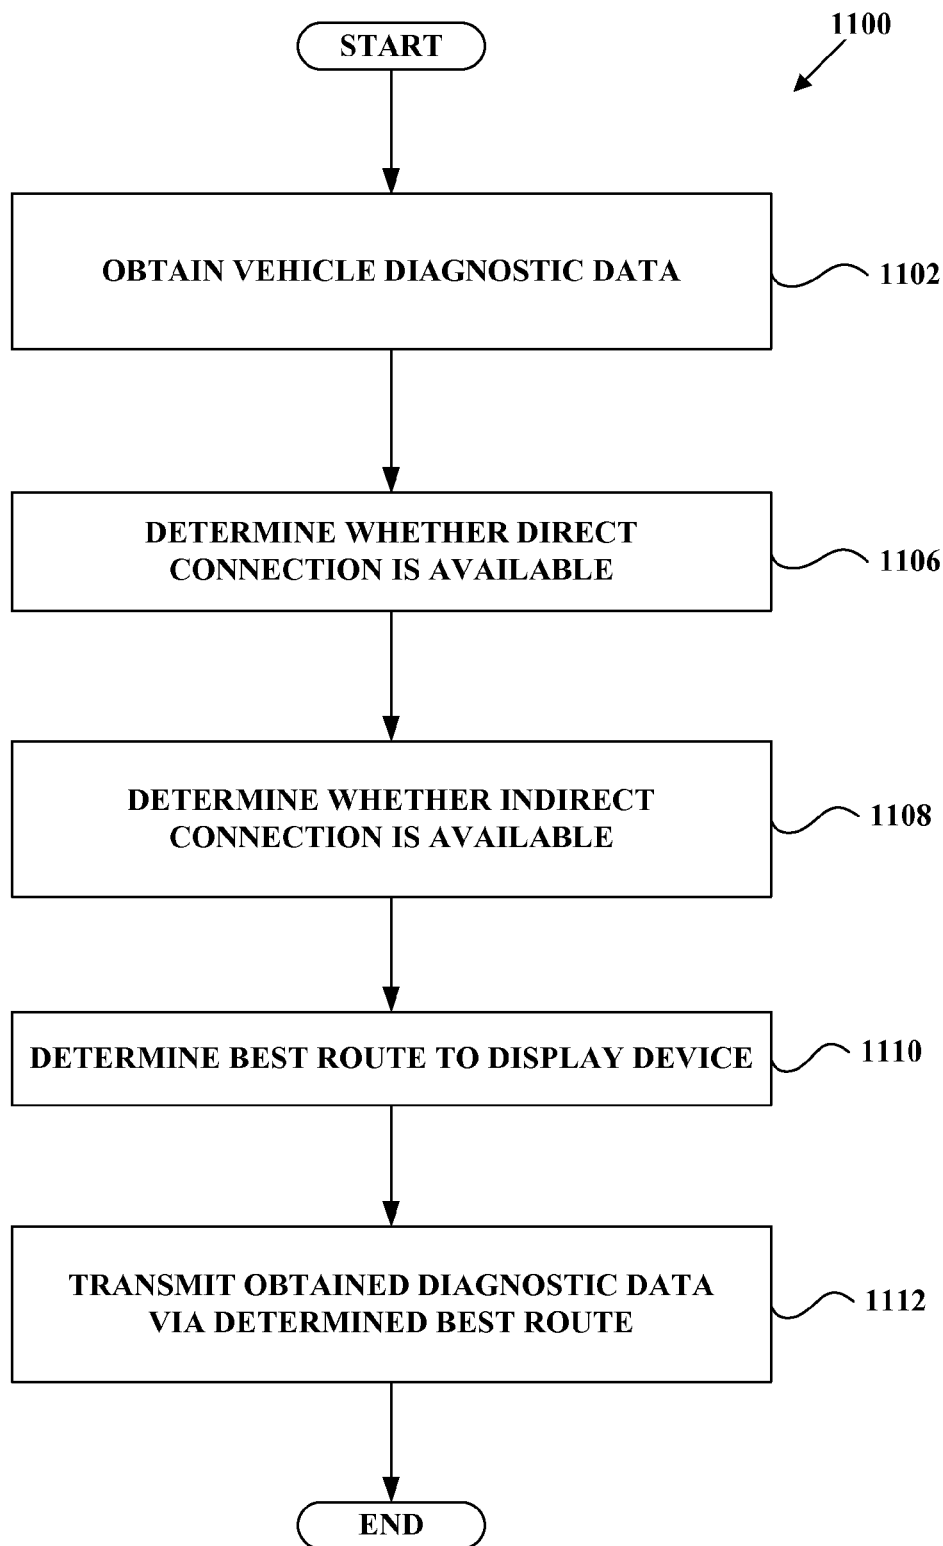 1100
START
OBTAIN VEHICLE DIAGNOSTIC DATA
1102
DETERMINE WHETHER DIRECT
CONNECTION IS AVAILABLE
1106
DETERMINE WHETHER INDIRECT
CONNECTION IS AVAILABLE
1108
DETERMINE BEST ROUTE TO DISPLAY DEVICE
1110
TRANSMIT OBTAINED DIAGNOSTIC DATA
VIA DETERMINED BEST ROUTE
1112
END